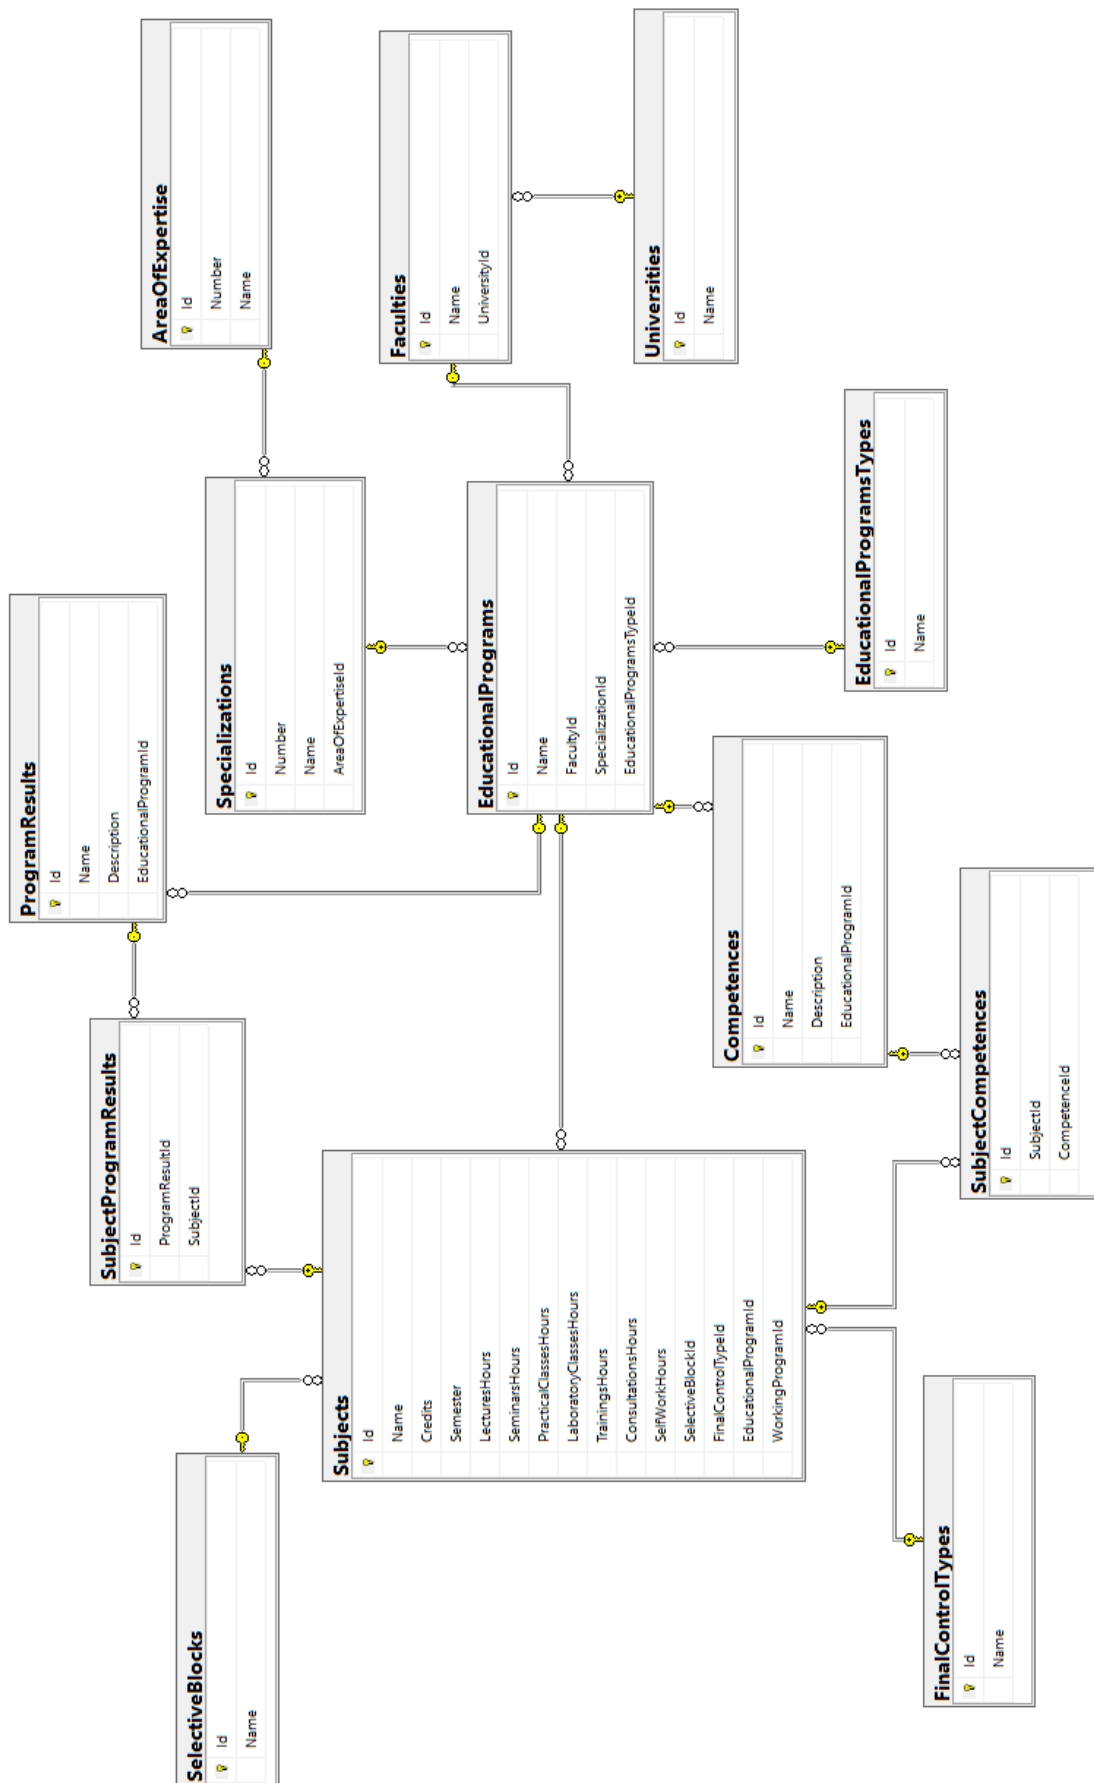 SelectiveBlocks
Id
Name
SubjectProgramResults
Id
ProgramResultId
SubjectId
ProgramResults
Id
Name
Description
EducationalProgramId
AreaOfExpertise
Id
Number
Name
Specializations
Id
Number
Name
AreaOfExpertiseId
Subjects
Id
Name
Credits
Semester
LecturesHours
SeminarsHours
PracticalClassesHours
LaboratoryClassesHours
TrainingsHours
ConsultationsHours
SelfWorkHours
SelectiveBlockId
FinalControlTypeId
EducationalProgramId
WorkingProgramId
EducationalPrograms
Id
Name
FacultyId
SpecializationId
EducationalProgramsTypeId
Faculties
Id
Name
UniversityId
Universities
Id
Name
Competences
Id
Name
Description
EducationalProgramId
EducationalProgramsTypes
Id
Name
FinalControlTypes
Id
Name
SubjectCompetences
Id
SubjectId
CompetenceId